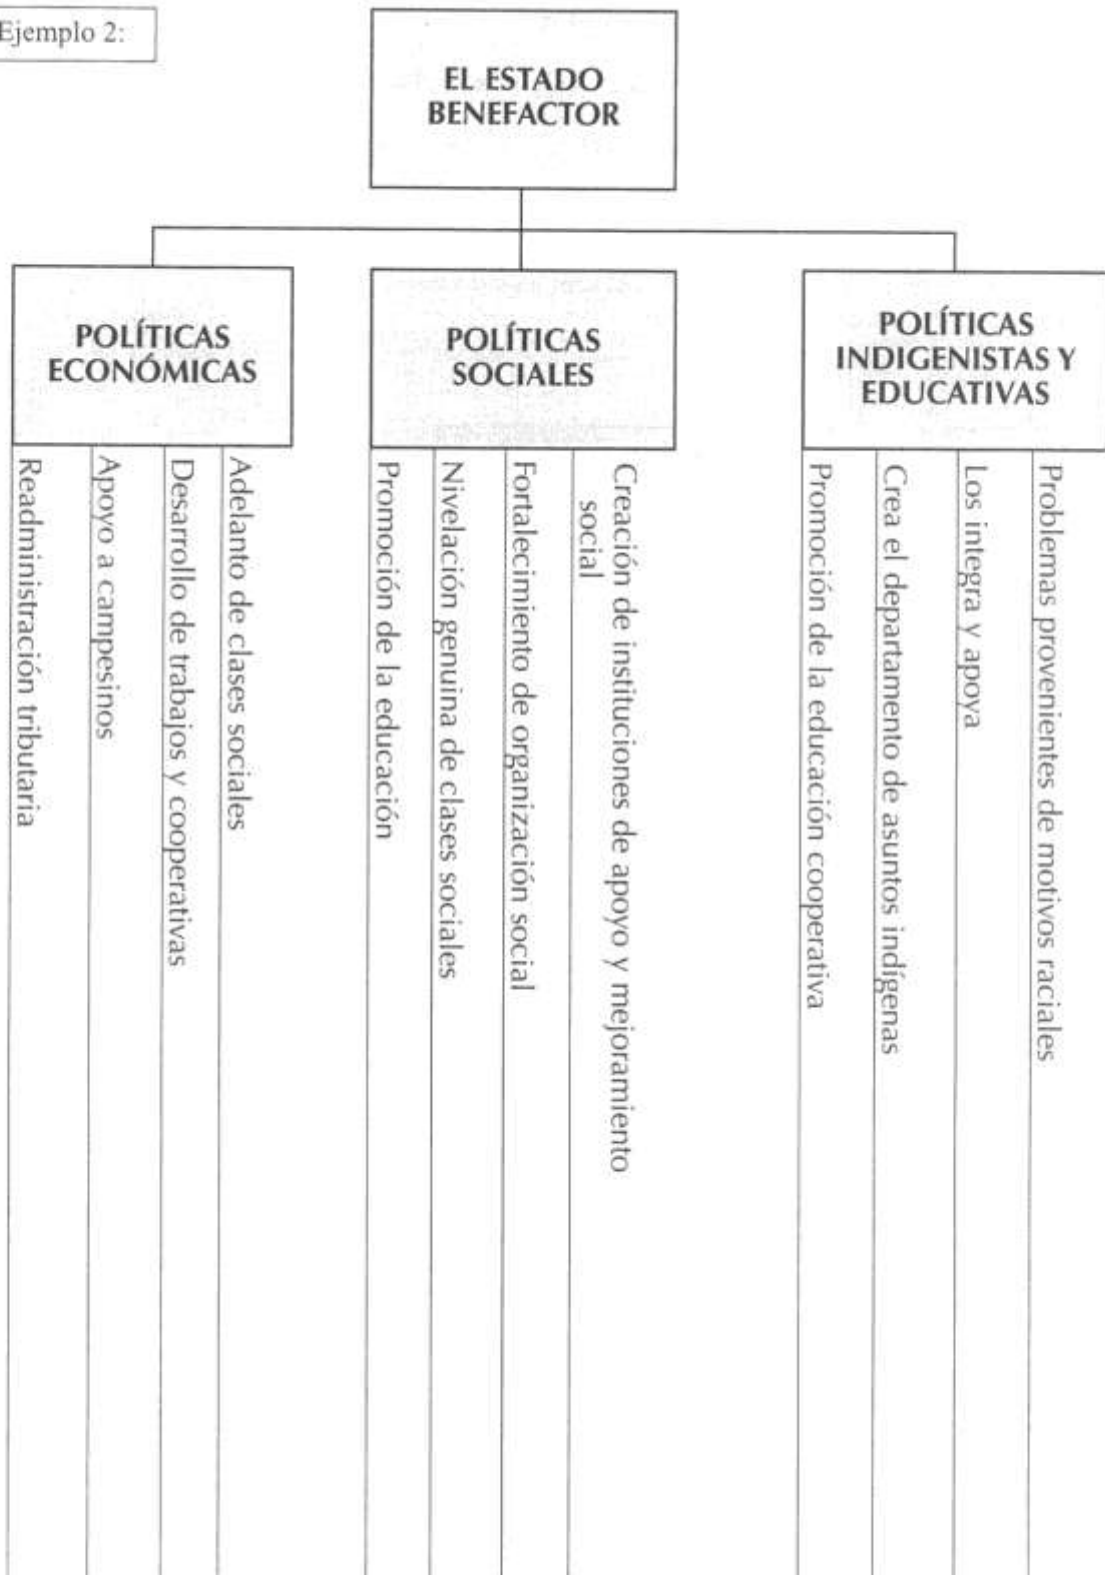 Ejemplo 2:
EL ESTADO
BENEFACTOR
POLÍTICAS
ECONÓMICAS
Adelanto de clases sociales
Desarrollo de trabajos y cooperativas
Apoyo a campesinos
Readministración tributaria
POLÍTICAS
SOCIALES
Creación de instituciones de apoyo y mejoramiento
social
Fortalecimiento de organización social
Nivelación genuina de clases sociales
Promoción de la educación
POLÍTICAS
INDIGENISTAS Y
EDUCATIVAS
Problemas provenientes de motivos raciales
Los integra y apoya
Crea el departamento de asuntos indígenas
Promoción de la educación cooperativa